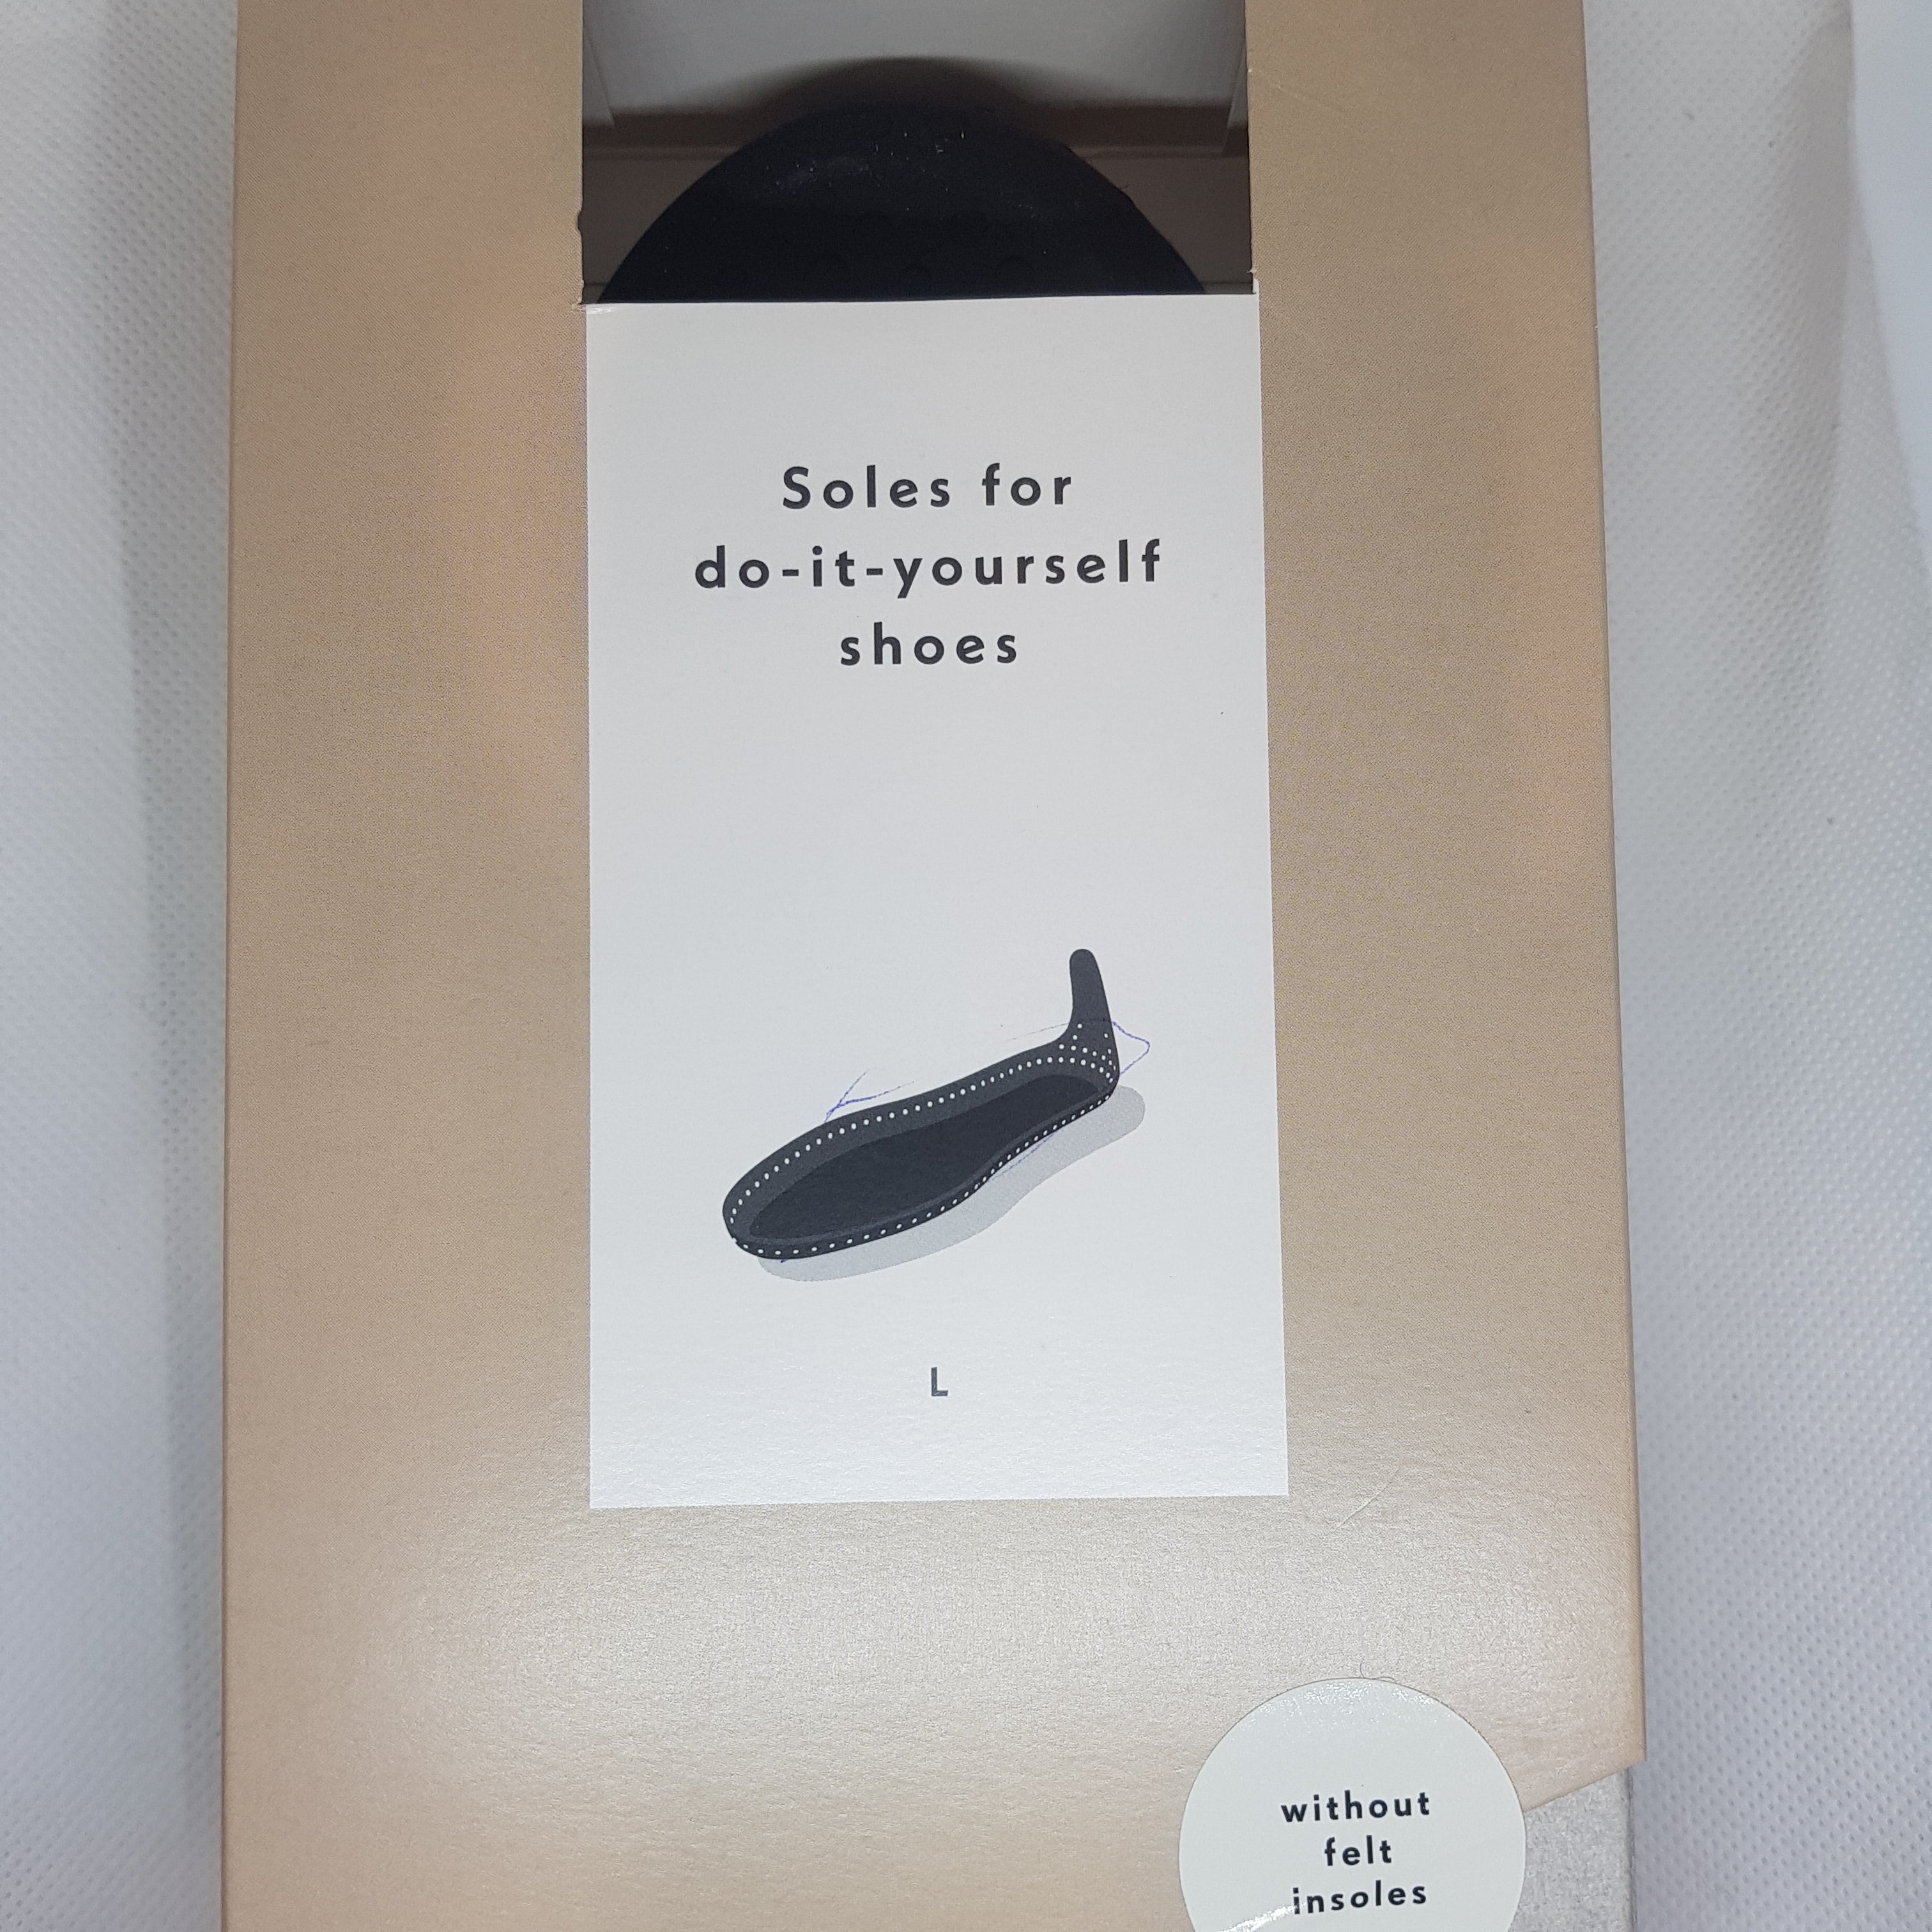 Soles for
do-it-yourself
shoes
L
without
felt
insoles